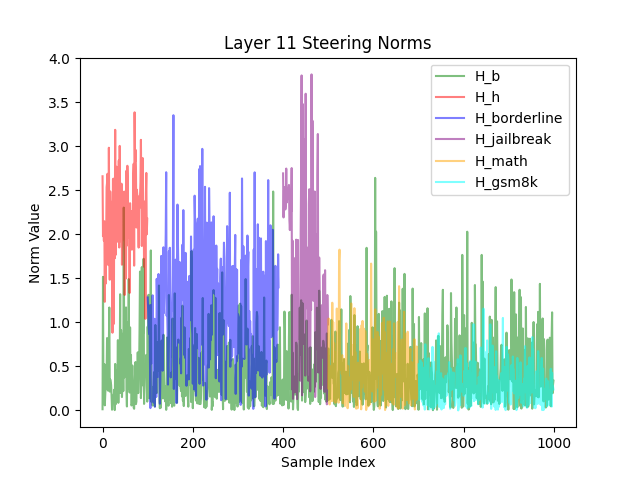 Layer 11 Steering Norms
4.0
3.5
3.0
2.5
2.0
1.5
1.0
0.5
0.0
Norm Value
H_b
H_h
H_borderline
H_jailbreak
H_math
H_gsm8k
0
200
400
600
800
1000
Sample Index